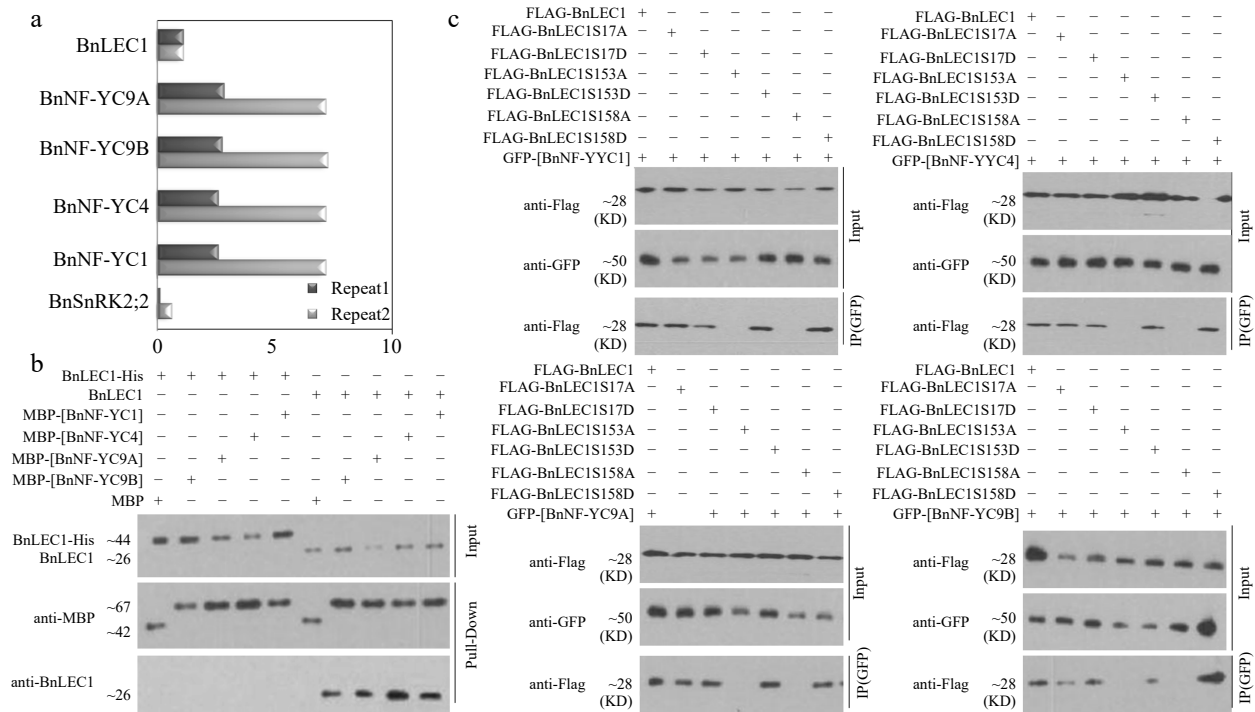 a
BnLEC1
BnNF-YC9A
BnNF-YC9B
BnNF-YC4
BnNF-YC1
BnSnRK2;2
Repeat1
Repeat2
0 5 10
b
BnLEC1-His + + + + + − − − − −
BnLEC1 − − − − − + + + + +
MBP-[BnNF-YC1] − − − − + − − − − +
MBP-[BnNF-YC4] − − − + − − − − + −
MBP-[BnNF-YC9A] − − + − − − − + − −
MBP-[BnNF-YC9B] − + − − − − + − − −
MBP + − − − − + − − − −
BnLEC1-His ~44
BnLEC1 ~26
Input
anti-MBP ~67
~42
Pull-Down
anti-BnLEC1 ~26
c
FLAG-BnLEC1 + − − − − − −
FLAG-BnLEC1S17A − + − − − − −
FLAG-BnLEC1S17D − − + − − − −
FLAG-BnLEC1S153A − − − + − − −
FLAG-BnLEC1S153D − − − − + − −
FLAG-BnLEC1S158A − − − − − + −
FLAG-BnLEC1S158D − − − − − − +
GFP-[BnNF-YYC1] + + + + + + +
anti-Flag ~28
(KD)
anti-GFP ~50
(KD)
Input
anti-Flag ~28
(KD)
IP(GFP)
FLAG-BnLEC1 + − − − − − −
FLAG-BnLEC1S17A − + − − − − −
FLAG-BnLEC1S17D − − + − − − −
FLAG-BnLEC1S153A − − − + − − −
FLAG-BnLEC1S153D − − − − + − −
FLAG-BnLEC1S158A − − − − − + −
FLAG-BnLEC1S158D − − − − − − +
GFP-[BnNF-YYC4] + + + + + + +
anti-Flag ~28
(KD)
anti-GFP ~50
(KD)
Input
anti-Flag ~28
(KD)
IP(GFP)
FLAG-BnLEC1 + − − − − − −
FLAG-BnLEC1S17A − + − − − − −
FLAG-BnLEC1S17D − − + − − − −
FLAG-BnLEC1S153A − − − + − − −
FLAG-BnLEC1S153D − − − − + − −
FLAG-BnLEC1S158A − − − − − + −
FLAG-BnLEC1S158D − − − − − − +
GFP-[BnNF-YC9A] + + + + + + 
anti-Flag ~28
(KD)
anti-GFP ~50
(KD)
Input
anti-Flag ~28
(KD)
IP(GFP)
FLAG-BnLEC1 + − − − − − −
FLAG-BnLEC1S17A − + − − − − −
FLAG-BnLEC1S17D − − + − − − −
FLAG-BnLEC1S153A − − − + − − −
FLAG-BnLEC1S153D − − − − + − −
FLAG-BnLEC1S158A − − − − − + −
FLAG-BnLEC1S158D − − − − − − +
GFP-[BnNF-YC9B] + + + + + + +
anti-Flag ~28
(KD)
anti-GFP ~50
(KD)
Input
anti-Flag ~28
(KD)
IP(GFP)